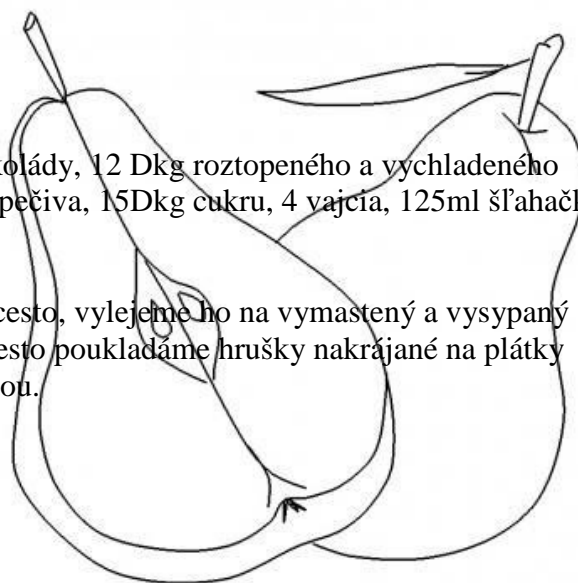 kolády, 12 Dkg roztopeného a vychladeného
pečiva, 15Dkg cukru, 4 vajcia, 125ml
cesto, vylejeme ho na vymastený a vysypaný
esto poukladáme hrušky nakrájané na plátky
ou.